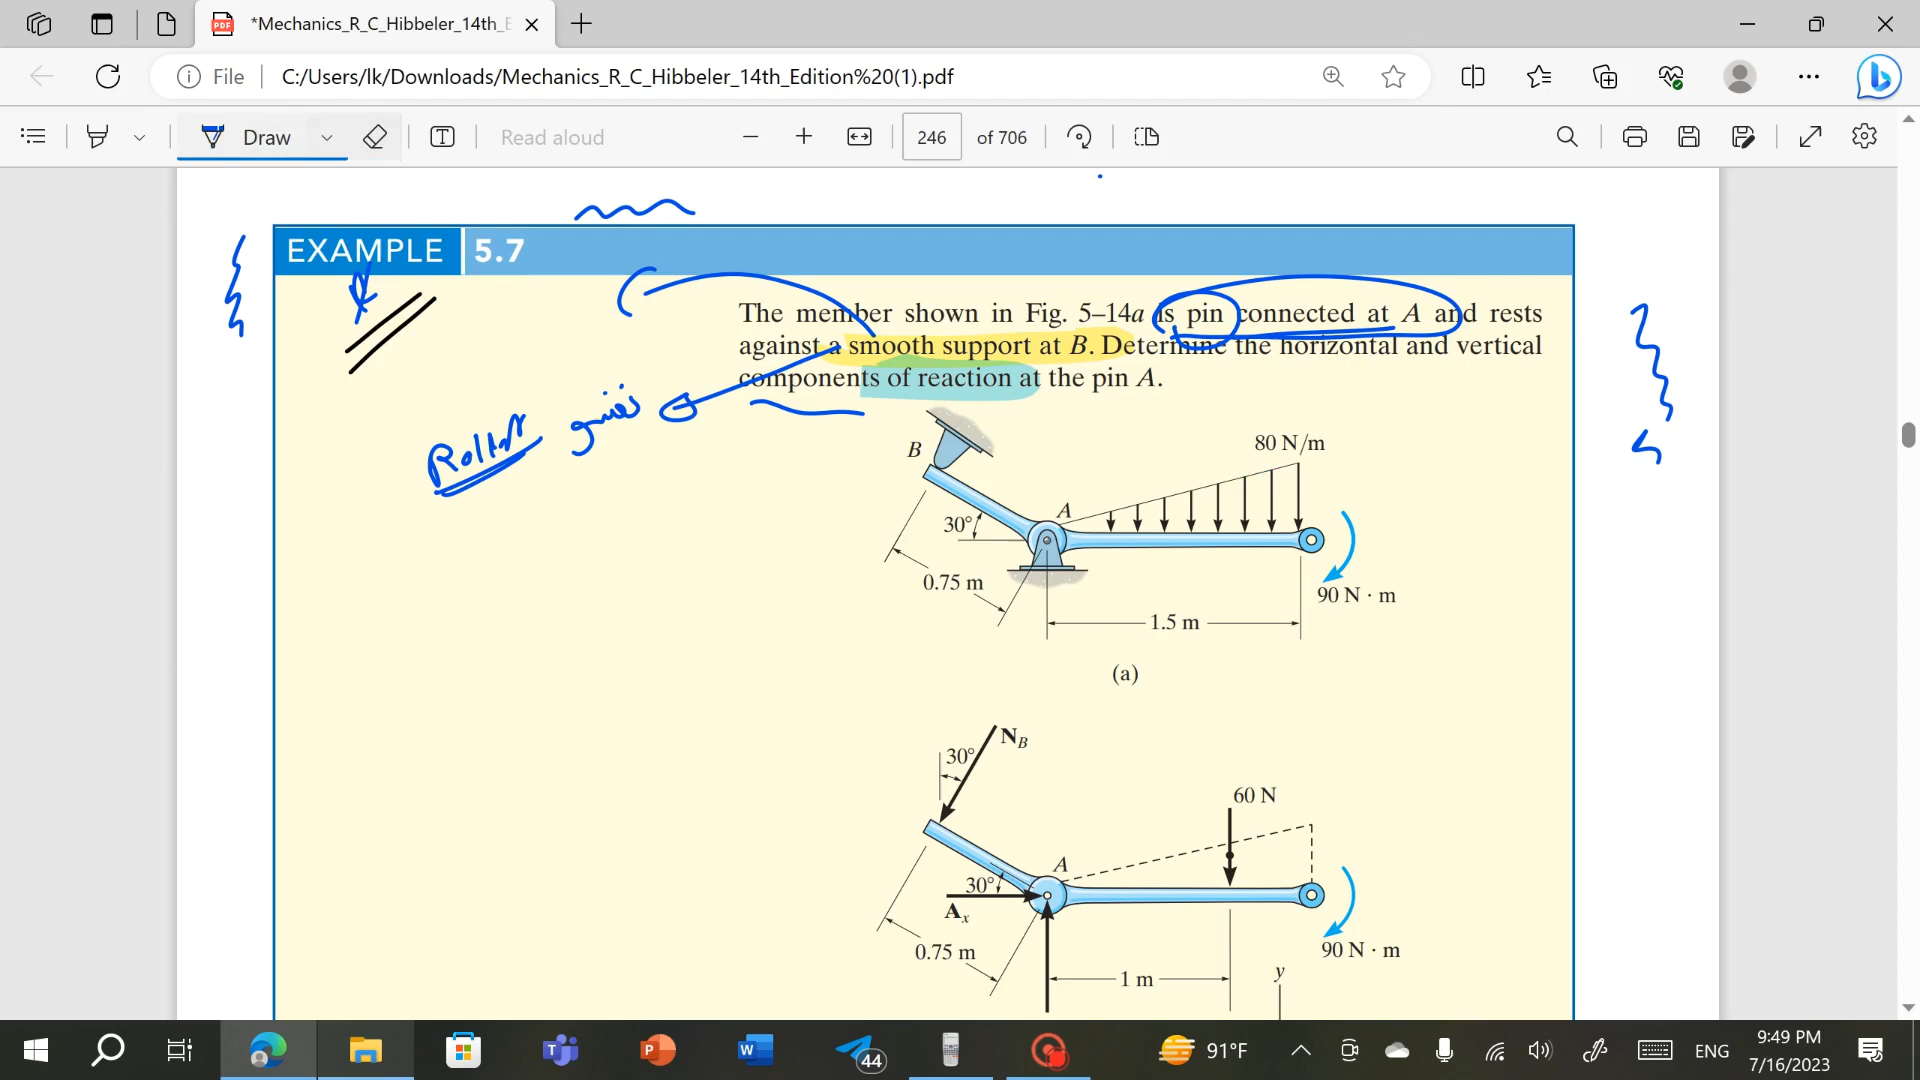 *Mechanics_R_C_Hibbeler_14th_E
File
C:/Users/lk/Downloads/Mechanics_R_C_Hibbeler_14th_Edition%20(1).pdf
Draw
Read aloud
246 of 706
EXAMPLE 5.7
The member shown in Fig. 5–14a is pin connected at A and rests
against a smooth support at B. Determine the horizontal and vertical
components of reaction at the pin A.
Roller
B
80 N/m
A
30°
0.75 m
90 N · m
1.5 m
(a)
N_B
30°
60 N
A
30°
A_x
0.75 m
90 N · m
1 m
y
44
91°F
ENG
9:49 PM
7/16/2023